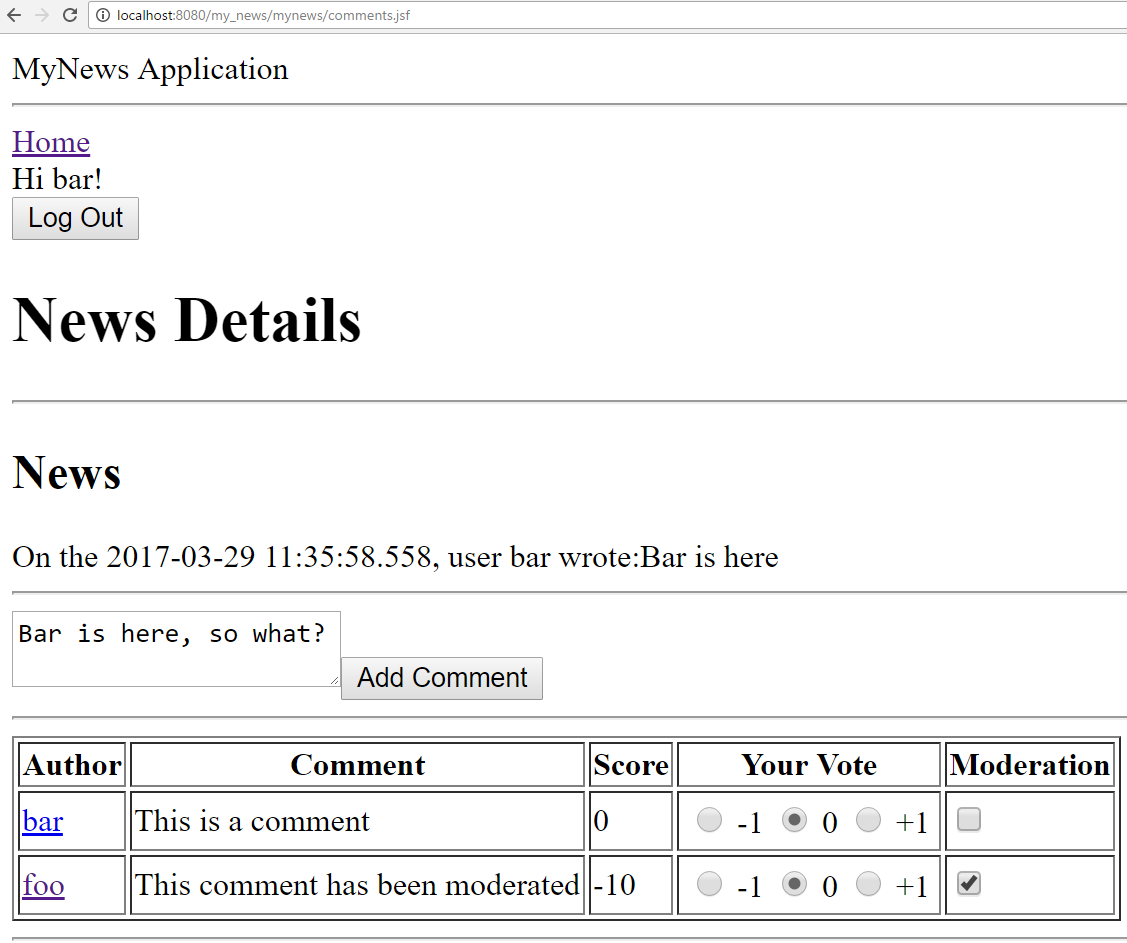 localhost:8080/my_news/mynews/comments.jsf
MyNews Application
Home
Hi bar!
Log Out
News Details
News
On the 2017-03-29 11:35:58.558, user bar wrote:Bar is here
Bar is here, so what?
Add Comment
Author Comment Score Your Vote Moderation
bar This is a comment 0 -1 0 +1
foo This comment has been moderated -10 -1 0 +1